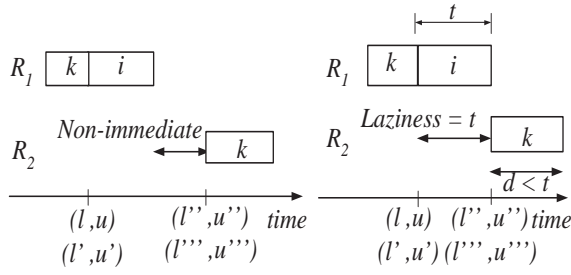 t
R1 k i
R1 k i
Non-immediate
Laziness = t
R2 k
R2 k
d < t
(l ,u) (l'' ,u'') time
(l' ,u') (l''' ,u''')
(l ,u) (l'' ,u'') time
(l' ,u') (l''' ,u''')